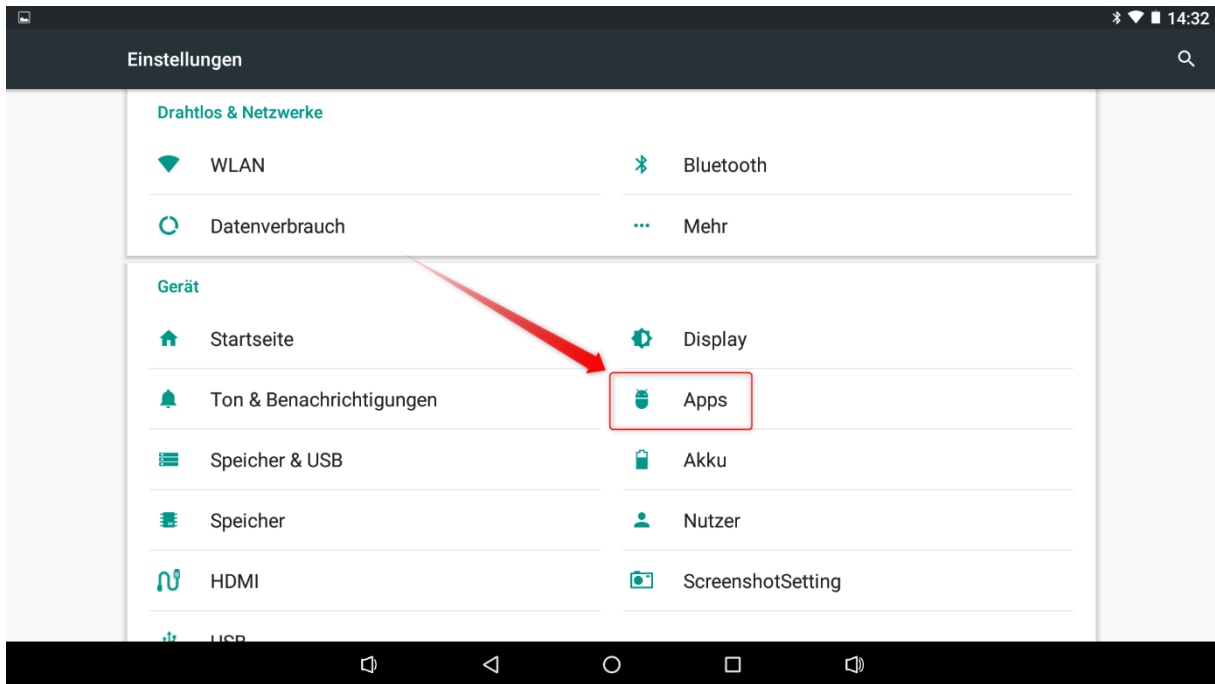 14:32
Einstellungen
Drahtlos & Netzwerke
WLAN
Bluetooth
Datenverbrauch
Mehr
Gerät
Startseite
Display
Ton & Benachrichtigungen
Apps
Speicher & USB
Akku
Speicher
Nutzer
HDMI
ScreenshotSetting
USB